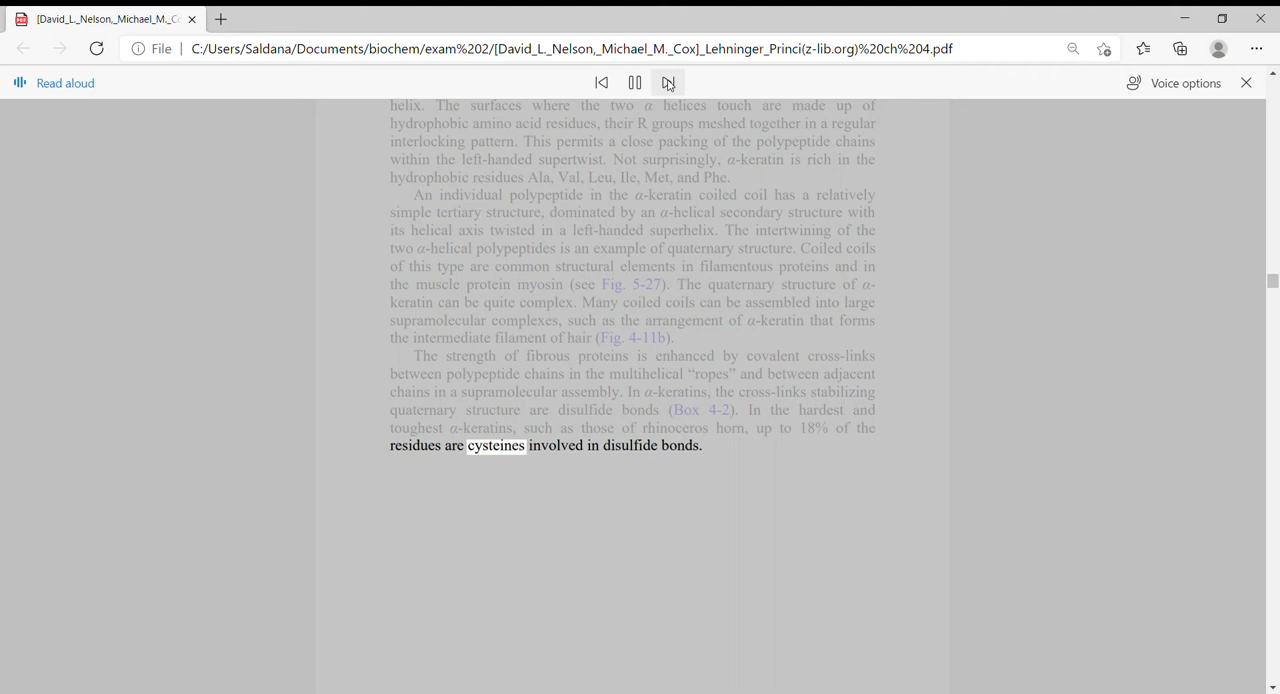 [David_L._Nelson,_Michael_M._C
File | C:/Users/Saldana/Documents/biochem/exam%202/[David_L._Nelson,_Michael_M._Cox]_Lehninger_Princi(z-lib.org)%20ch%204.pdf
Read aloud
Voice options
helix. The surfaces where the two α helices touch are made up of
hydrophobic amino acid residues, their R groups meshed together in a regular
interlocking pattern. This permits a close packing of the polypeptide chains
within the left-handed supertwist. Not surprisingly, α-keratin is rich in the
hydrophobic residues Ala, Val, Leu, Ile, Met, and Phe.
An individual polypeptide in the α-keratin coiled coil has a relatively
simple tertiary structure, dominated by an α-helical secondary structure with
its helical axis twisted in a left-handed superhelix. The intertwining of the
two α-helical polypeptides is an example of quaternary structure. Coiled coils
of this type are common structural elements in filamentous proteins and in
the muscle protein myosin (see Fig. 5-27). The quaternary structure of α-
keratin can be quite complex. Many coiled coils can be assembled into large
supramolecular complexes, such as the arrangement of α-keratin that forms
the intermediate filament of hair (Fig. 4-11b).
The strength of fibrous proteins is enhanced by covalent cross-links
between polypeptide chains in the multihelical “ropes” and between adjacent
chains in a supramolecular assembly. In α-keratins, the cross-links stabilizing
quaternary structure are disulfide bonds (Box 4-2). In the hardest and
toughest α-keratins, such as those of rhinoceros horn, up to 18% of the
residues are cysteines involved in disulfide bonds.